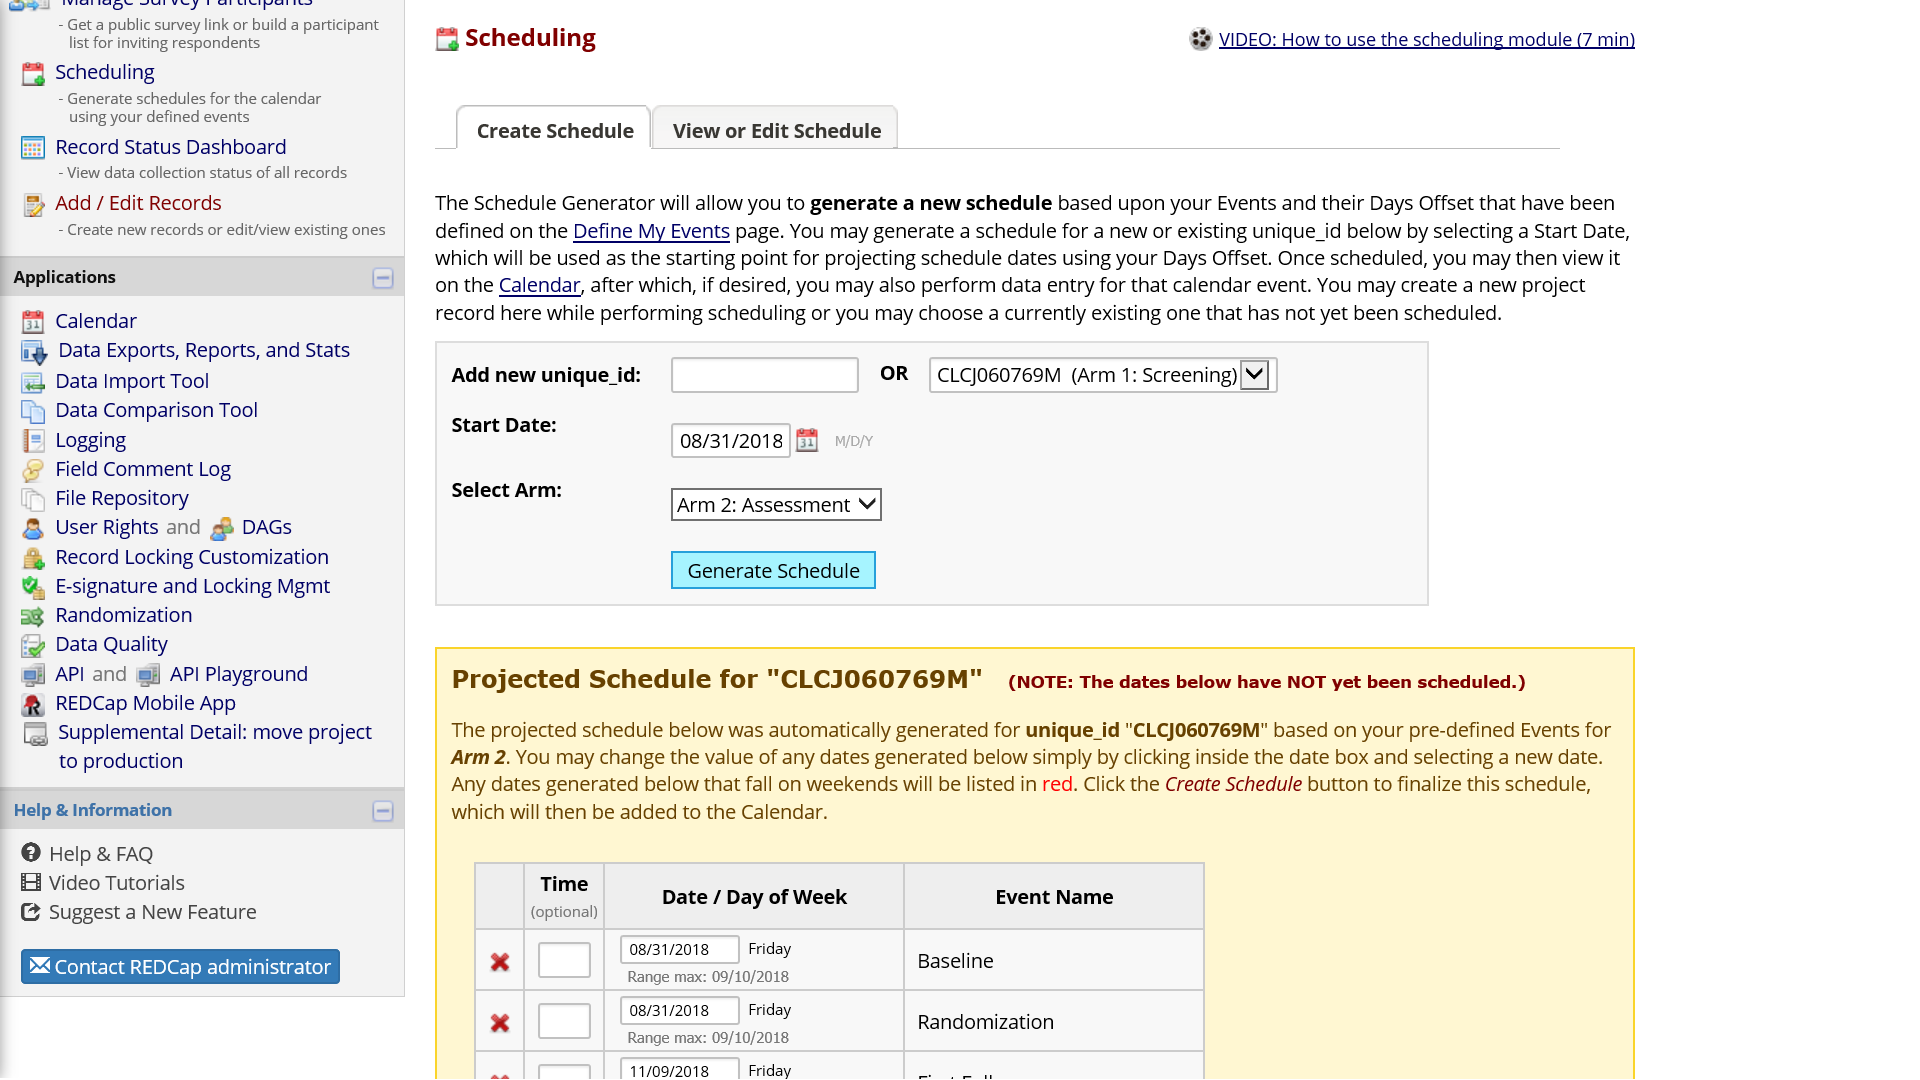 Manage Survey Participants
- Get a public survey link or build a participant
list for inviting respondents
Scheduling
- Generate schedules for the calendar
using your defined events
Record Status Dashboard
- View data collection status of all records
Add / Edit Records
- Create new records or edit/view existing ones
Applications
Calendar
Data Exports, Reports, and Stats
Data Import Tool
Data Comparison Tool
Logging
Field Comment Log
File Repository
User Rights and DAGs
Record Locking Customization
E-signature and Locking Mgmt
Randomization
Data Quality
API and API Playground
REDCap Mobile App
Supplemental Detail: move project
to production
Help & Information
Help & FAQ
Video Tutorials
Suggest a New Feature
Contact REDCap administrator
Scheduling
VIDEO: How to use the scheduling module (7 min)
Create Schedule
View or Edit Schedule
The Schedule Generator will allow you to generate a new schedule based upon your Events and their Days Offset that have been
defined on the Define My Events page. You may generate a schedule for a new or existing unique_id below by selecting a Start Date,
which will be used as the starting point for projecting schedule dates using your Days Offset. Once scheduled, you may then view it
on the Calendar, after which, if desired, you may also perform data entry for that calendar event. You may create a new project
record here while performing scheduling or you may choose a currently existing one that has not yet been scheduled.
Add new unique_id: OR CLCJ060769M (Arm 1: Screening)
Start Date: 08/31/2018 M/D/Y
Select Arm: Arm 2: Assessment
Generate Schedule
Projected Schedule for "CLCJ060769M" (NOTE: The dates below have NOT yet been scheduled.)
The projected schedule below was automatically generated for unique_id "CLCJ060769M" based on your pre-defined Events for
Arm 2. You may change the value of any dates generated below simply by clicking inside the date box and selecting a new date.
Any dates generated below that fall on weekends will be listed in red. Click the Create Schedule button to finalize this schedule,
which will then be added to the Calendar.
Time (optional) Date / Day of Week Event Name
08/31/2018 Friday
Range max: 09/10/2018
Baseline
08/31/2018 Friday
Range max: 09/10/2018
Randomization
11/09/2018 Friday